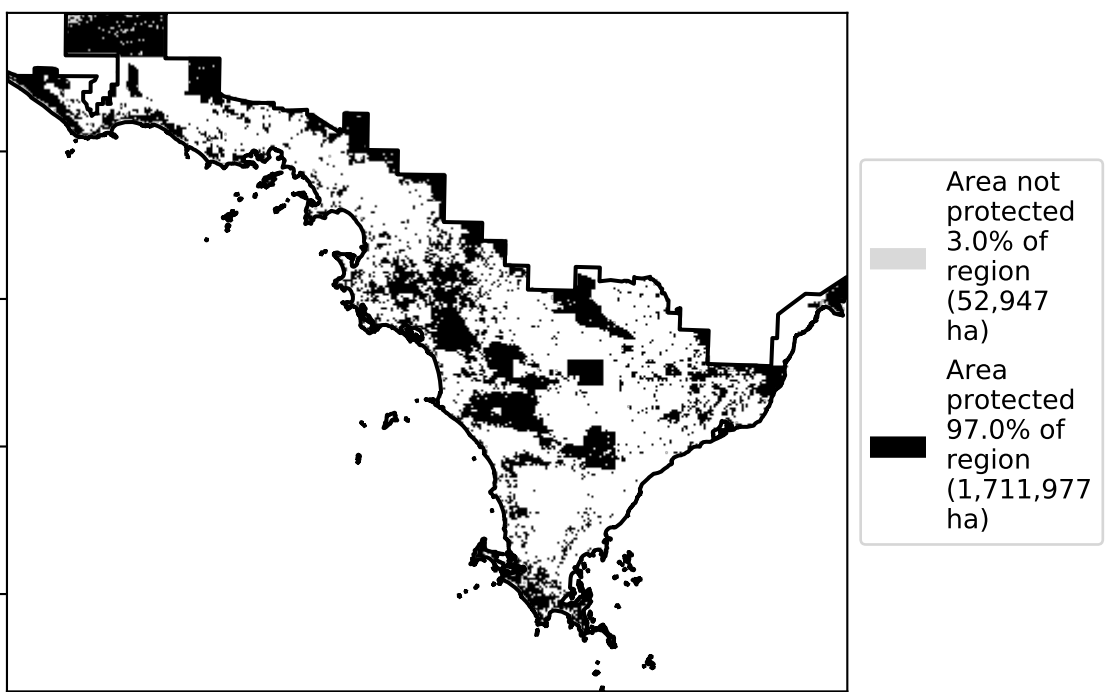 Area not
protected
3.0% of
region
(52,947
ha)
Area
protected
97.0% of
region
(1,711,977
ha)